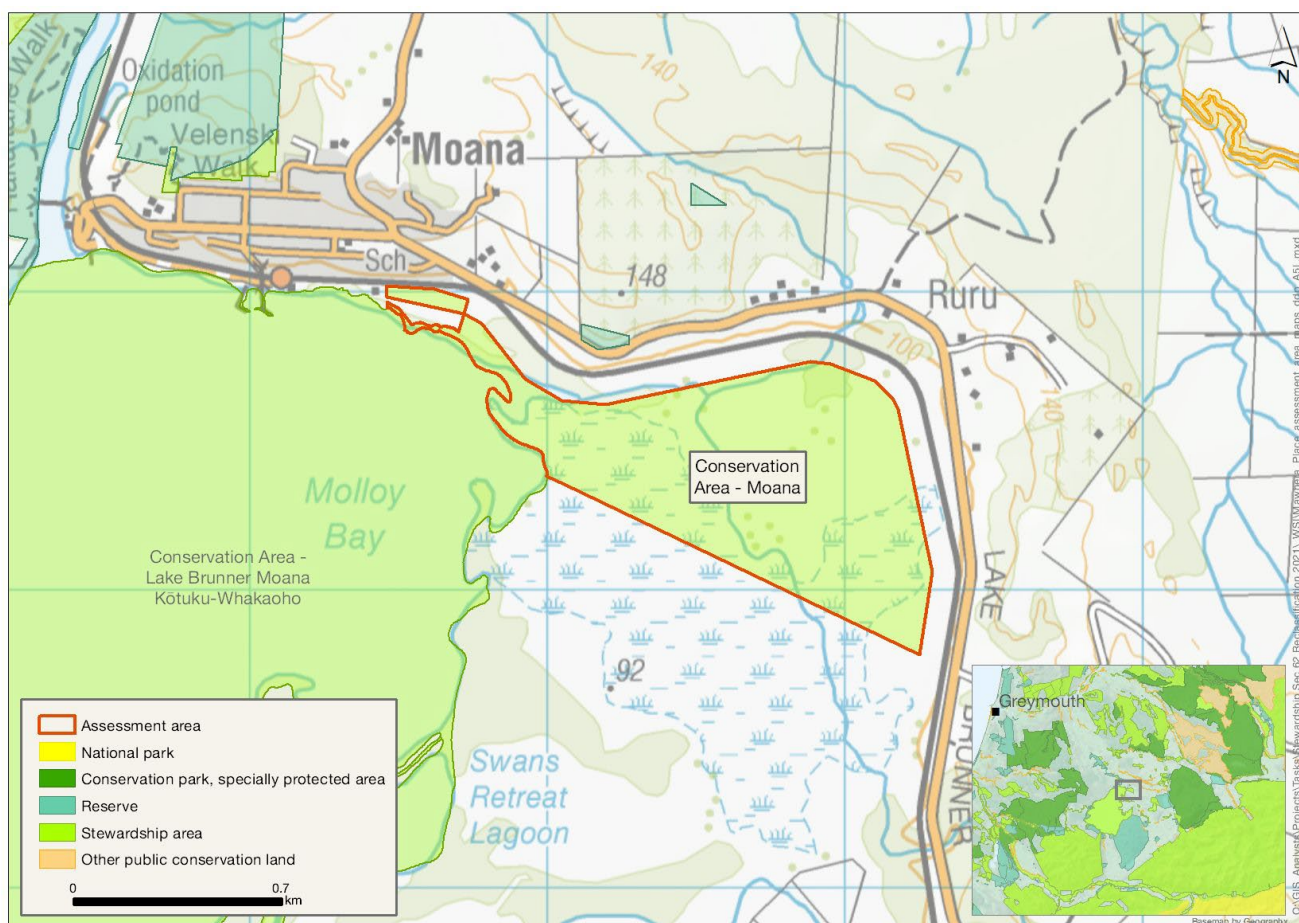 Oxidation
pond
Velenski
Walk
Moana
Sch
148
140
N
Ruru
100
140
Conservation
Area - Moana
Molloy
Bay
Conservation Area -
Lake Brunner Moana
Kōtuku-Whakaoho
92
Swans
Retreat
Lagoon
LAKE
BRUNNER
Assessment area
National park
Conservation park, specially protected area
Reserve
Stewardship area
Other public conservation land
0 0.7
km
Greymouth
Basemap by Geographx